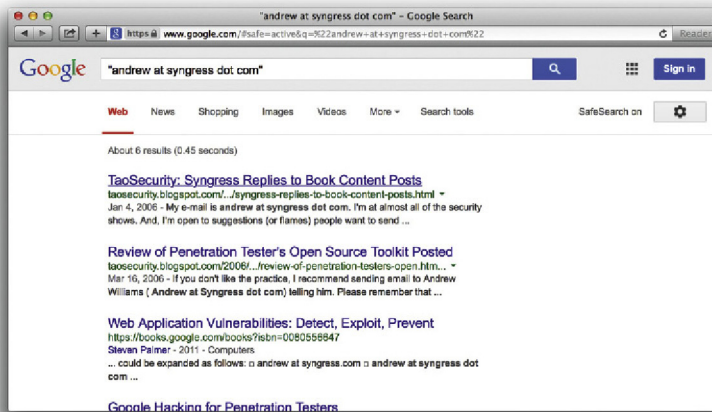 "andrew at syngress dot com" – Google Search
https www.google.com/#safe=active&q=%22andrew+at+syngress+dot+com%22 Reader
Google "andrew at syngress dot com" Sign in
Web News Shopping Images Videos More Search tools SafeSearch on
About 6 results (0.45 seconds)
TaoSecurity: Syngress Replies to Book Content Posts
taosecurity.blogspot.com/.../syngress-replies-to-book-content-posts.html
Jan 4, 2006 - My e-mail is andrew at syngress dot com. I'm at almost all of the security
shows. And, I'm open to suggestions (or flames) people want to send ...
Review of Penetration Tester's Open Source Toolkit Posted
taosecurity.blogspot.com/2006/.../review-of-penetration-testers-open.htm...
Mar 16, 2006 - If you don't like the practice, I recommend sending email to Andrew
Williams ( Andrew at Syngress dot com) telling him. Please remember that ...
Web Application Vulnerabilities: Detect, Exploit, Prevent
https://books.google.com/books?isbn=0080556647
Steven Palmer - 2011 - Computers
... could be expanded as follows: □ andrew at syngress.com □ andrew at syngress dot
com ...
Google Hacking for Penetration Testers